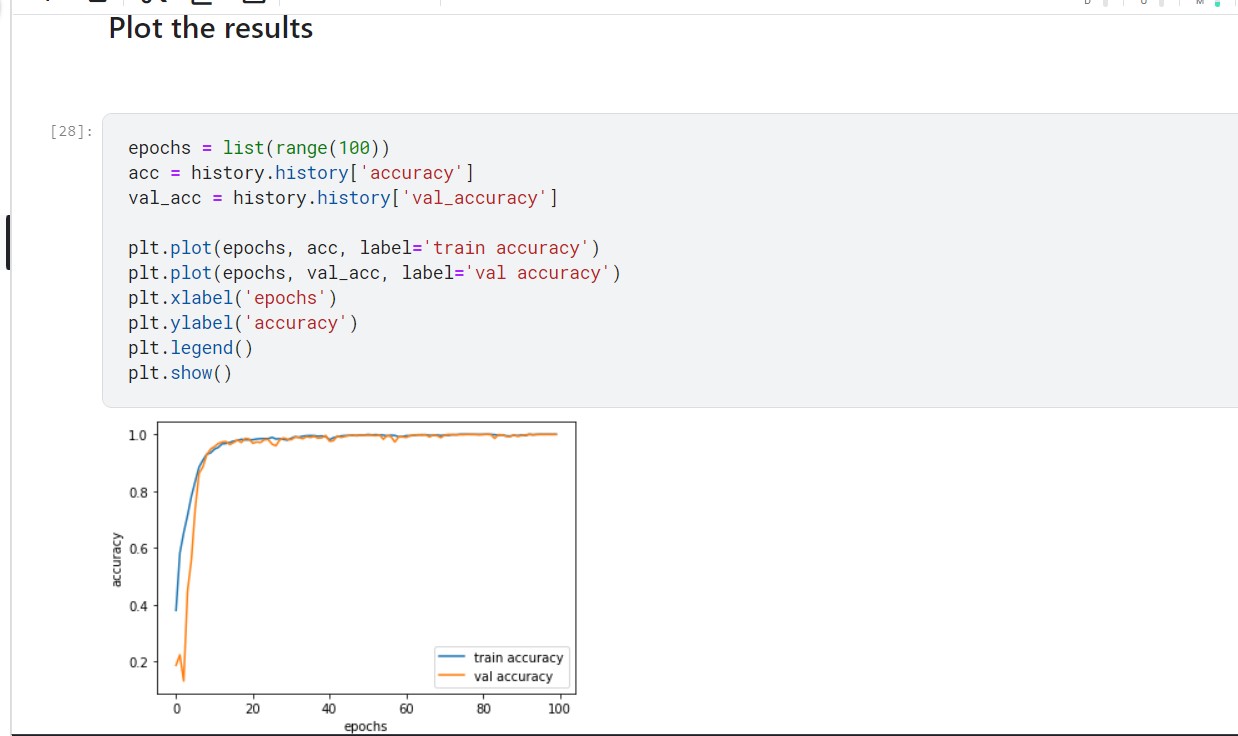 Plot the results
[28]:
epochs = list(range(100))
acc = history.history['accuracy']
val_acc = history.history['val_accuracy']
plt.plot(epochs, acc, label='train accuracy')
plt.plot(epochs, val_acc, label='val accuracy')
plt.xlabel('epochs')
plt.ylabel('accuracy')
plt.legend()
plt.show()
1.0
0.8
0.6
0.4
0.2
accuracy
train accuracy
val accuracy
0 20 40 60 80 100
epochs